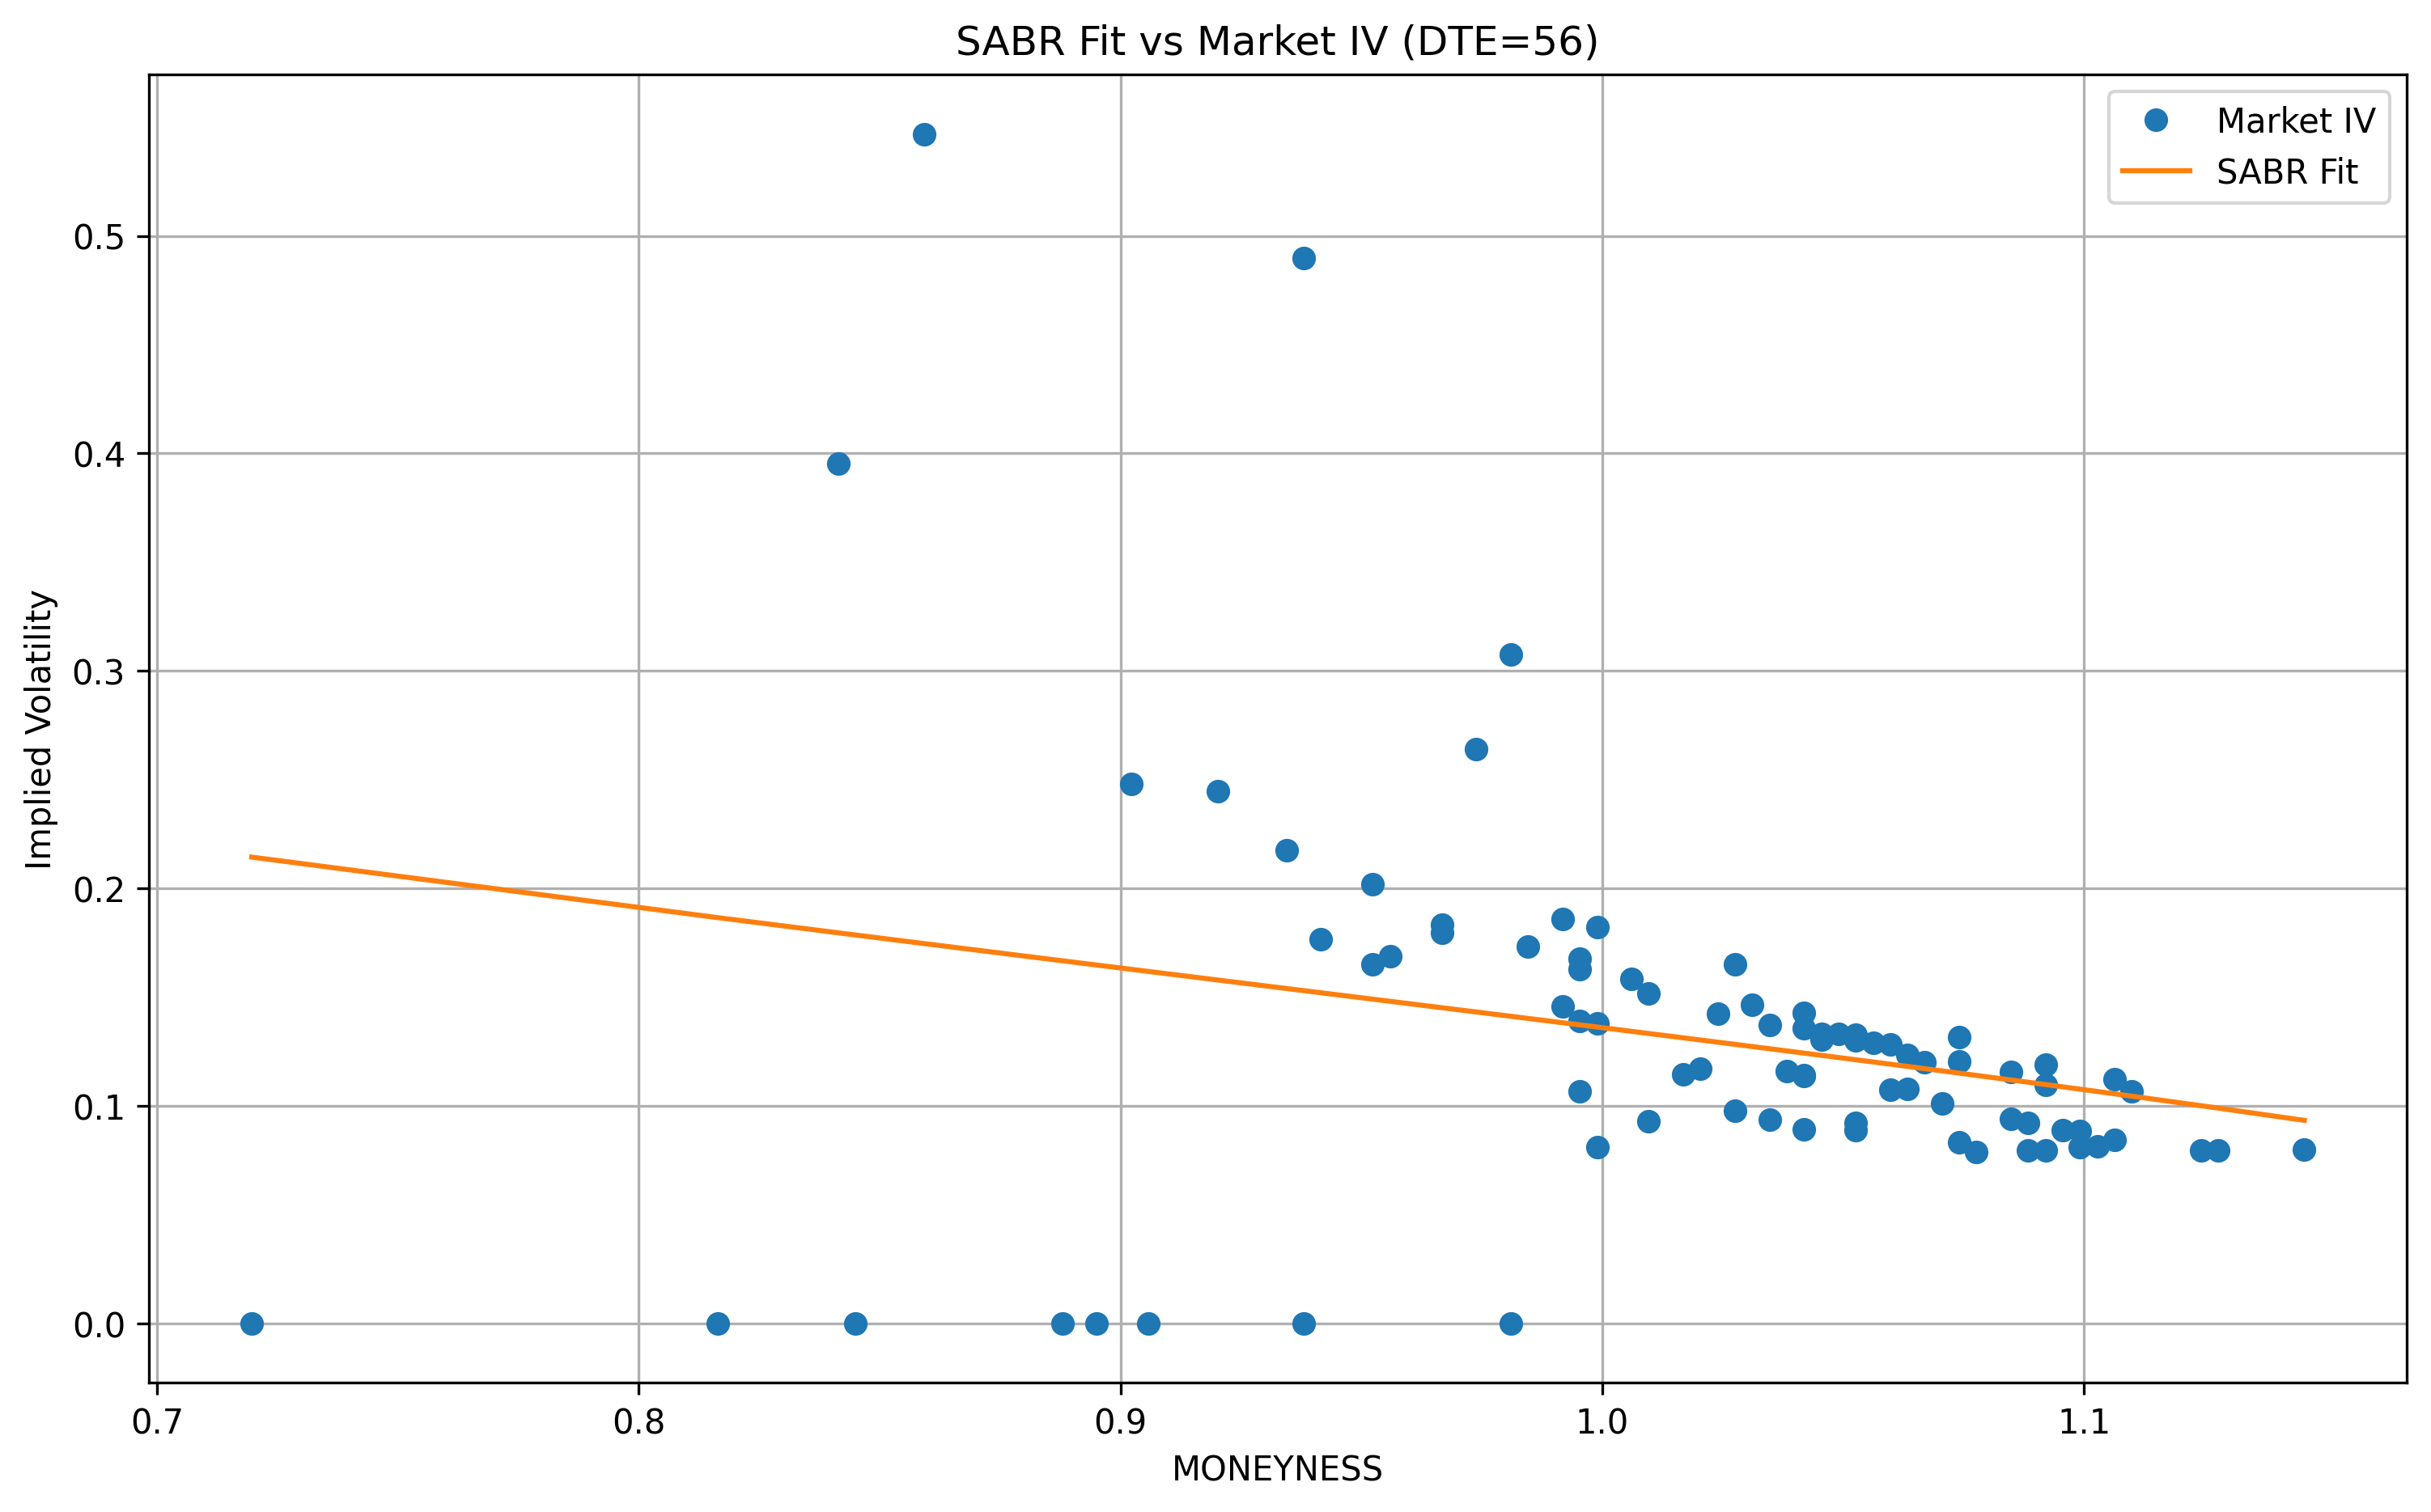 SABR Fit vs Market IV (DTE=56)
Market IV
SABR Fit
Implied Volatility
0.5
0.4
0.3
0.2
0.1
0.0
0.7
0.8
0.9
1.0
1.1
MONEYNESS